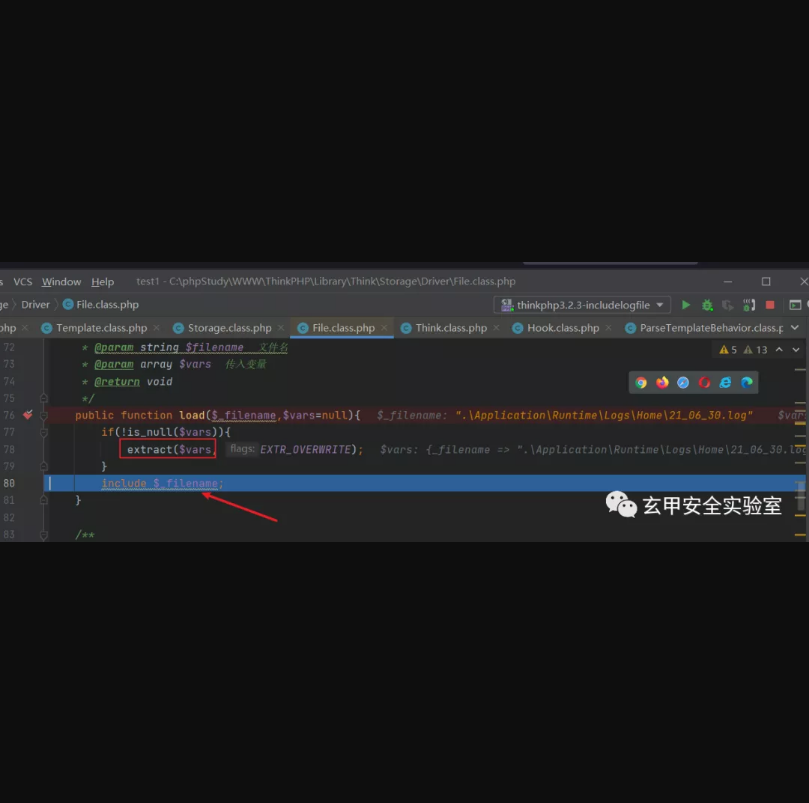 VCS Window Help test1 - C:\phpStudy\WWW\ThinkPHP\Library\Think\Storage\Driver\File.class.php
Driver File.class.php thinkphp3.2.3-includelogfile
Template.class.php Storage.class.php File.class.php Think.class.php Hook.class.php ParseTemplateBehavior.class.p
72 * @param string $filename 文件名 5 13
73 * @param array $vars 传入变量
74 * @return void
75 */
76 public function load($_filename,$vars=null){ $_filename: ".\Application\Runtime\Logs\Home\21_06_30.log" $var
77 if(!is_null($vars)){
78 extract($vars, flags: EXTR_OVERWRITE); $vars: {_filename => ".\Application\Runtime\Logs\Home\21_06_30.log
79 }
80 include $_filename;
81 }
82
83 /**
玄甲安全实验室